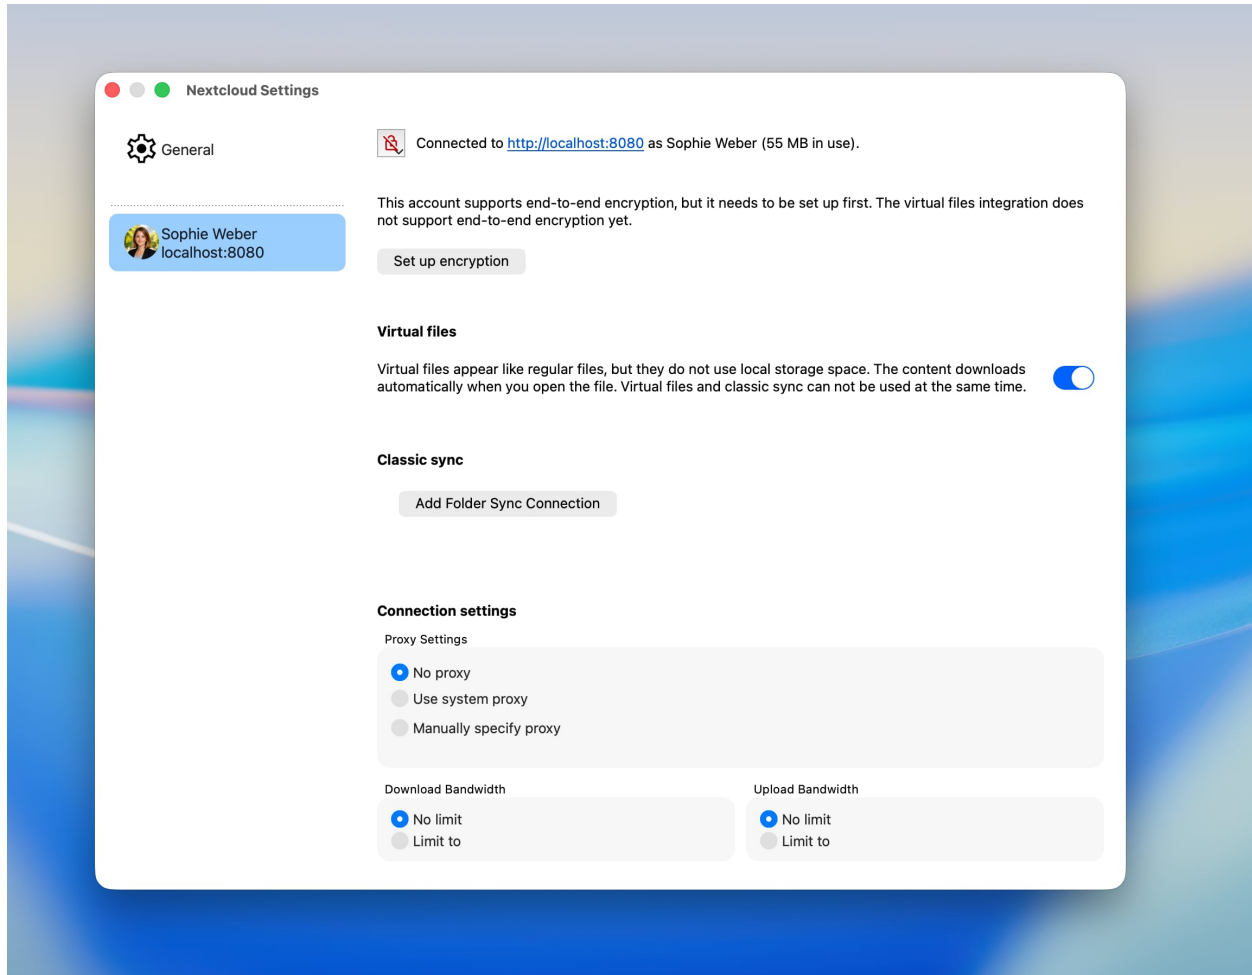 Nextcloud Settings
General
Sophie Weber
localhost:8080
Connected to http://localhost:8080 as Sophie Weber (55 MB in use).
This account supports end-to-end encryption, but it needs to be set up first. The virtual files integration does
not support end-to-end encryption yet.
Set up encryption
Virtual files
Virtual files appear like regular files, but they do not use local storage space. The content downloads
automatically when you open the file. Virtual files and classic sync can not be used at the same time.
Classic sync
Add Folder Sync Connection
Connection settings
Proxy Settings
No proxy
Use system proxy
Manually specify proxy
Download Bandwidth
No limit
Limit to
Upload Bandwidth
No limit
Limit to